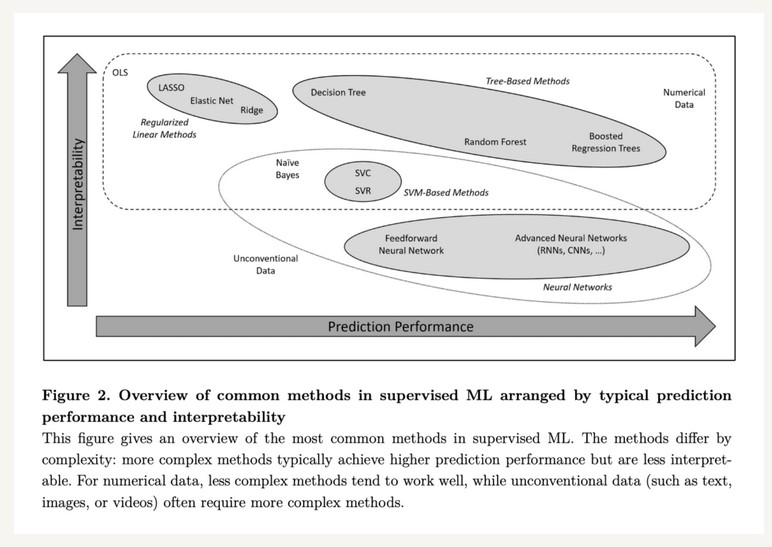 OLS
LASSO
Elastic Net
Ridge
Regularized
Linear Methods
Decision Tree
Tree-Based Methods
Random Forest
Boosted
Regression Trees
Numerical
Data
Interpretability
Naïve
Bayes
SVC
SVR
SVM-Based Methods
Unconventional
Data
Feedforward
Neural Network
Advanced Neural Networks
(RNNs, CNNs, ...)
Neural Networks
Prediction Performance
Figure 2. Overview of common methods in supervised ML arranged by typical prediction
performance and interpretability
This figure gives an overview of the most common methods in supervised ML. The methods differ by
complexity: more complex methods typically achieve higher prediction performance but are less interpret-
able. For numerical data, less complex methods tend to work well, while unconventional data (such as text,
images, or videos) often require more complex methods.